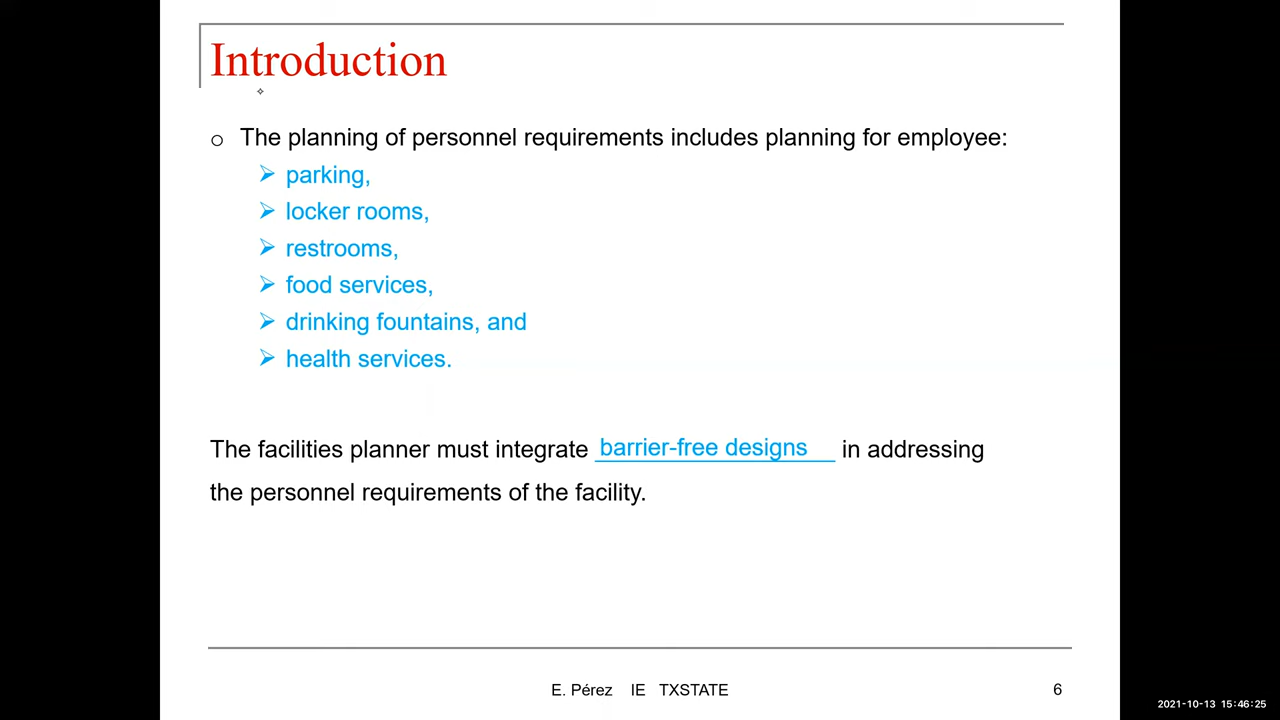 Introduction
The planning of personnel requirements includes planning for employee:
parking,
locker rooms,
restrooms,
food services,
drinking fountains, and
health services.
The facilities planner must integrate barrier-free designs in addressing
the personnel requirements of the facility.
E. Pérez IE TXSTATE
6
2021-10-13 15:46:25